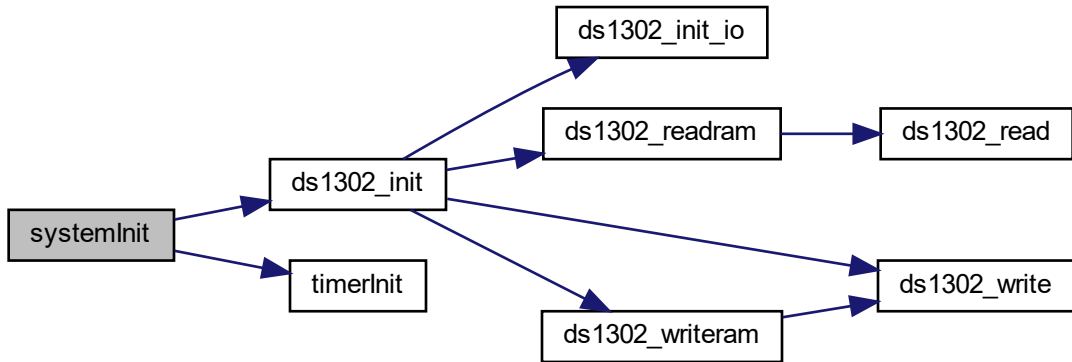 ds1302_init_io
ds1302_readram
ds1302_read
ds1302_init
systemInit
timerInit
ds1302_write
ds1302_writeram